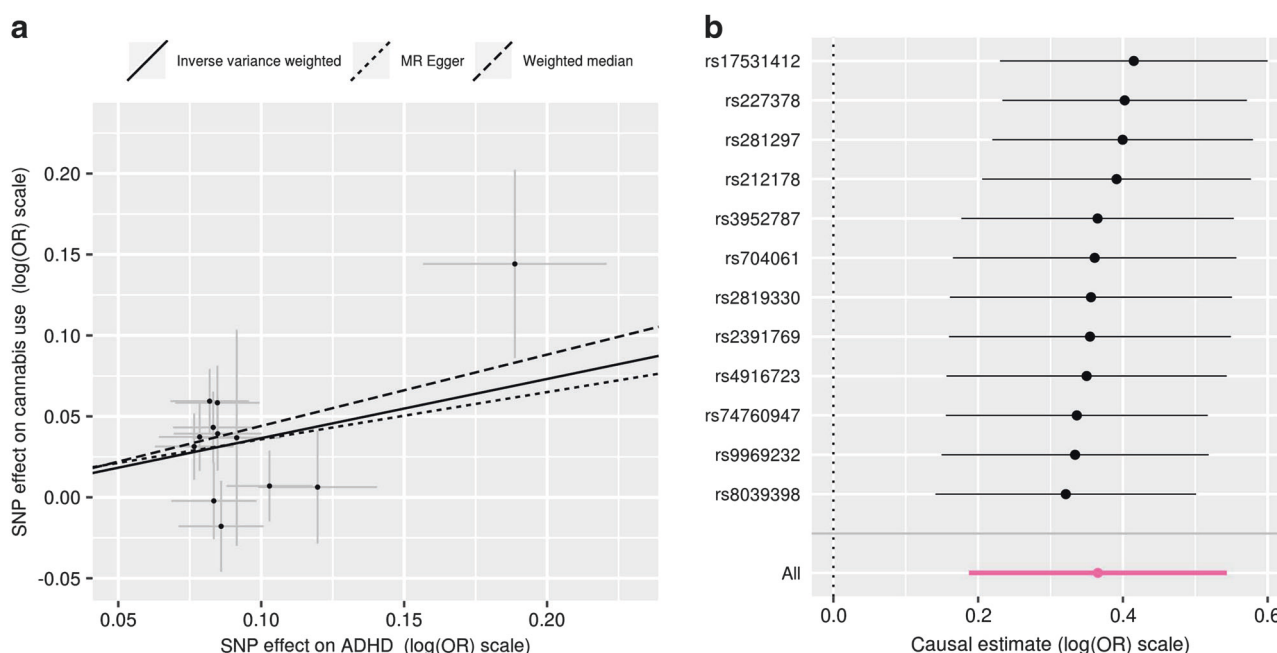 a
Inverse variance weighted
MR Egger
Weighted median
SNP effect on cannabis use (log(OR) scale)
0.20
0.15
0.10
0.05
0.00
-0.05
0.05
0.10
0.15
0.20
SNP effect on ADHD (log(OR) scale)
b
rs17531412
rs227378
rs281297
rs212178
rs3952787
rs704061
rs2819330
rs2391769
rs4916723
rs74760947
rs9969232
rs8039398
All
0.0
0.2
0.4
0.6
Causal estimate (log(OR) scale)